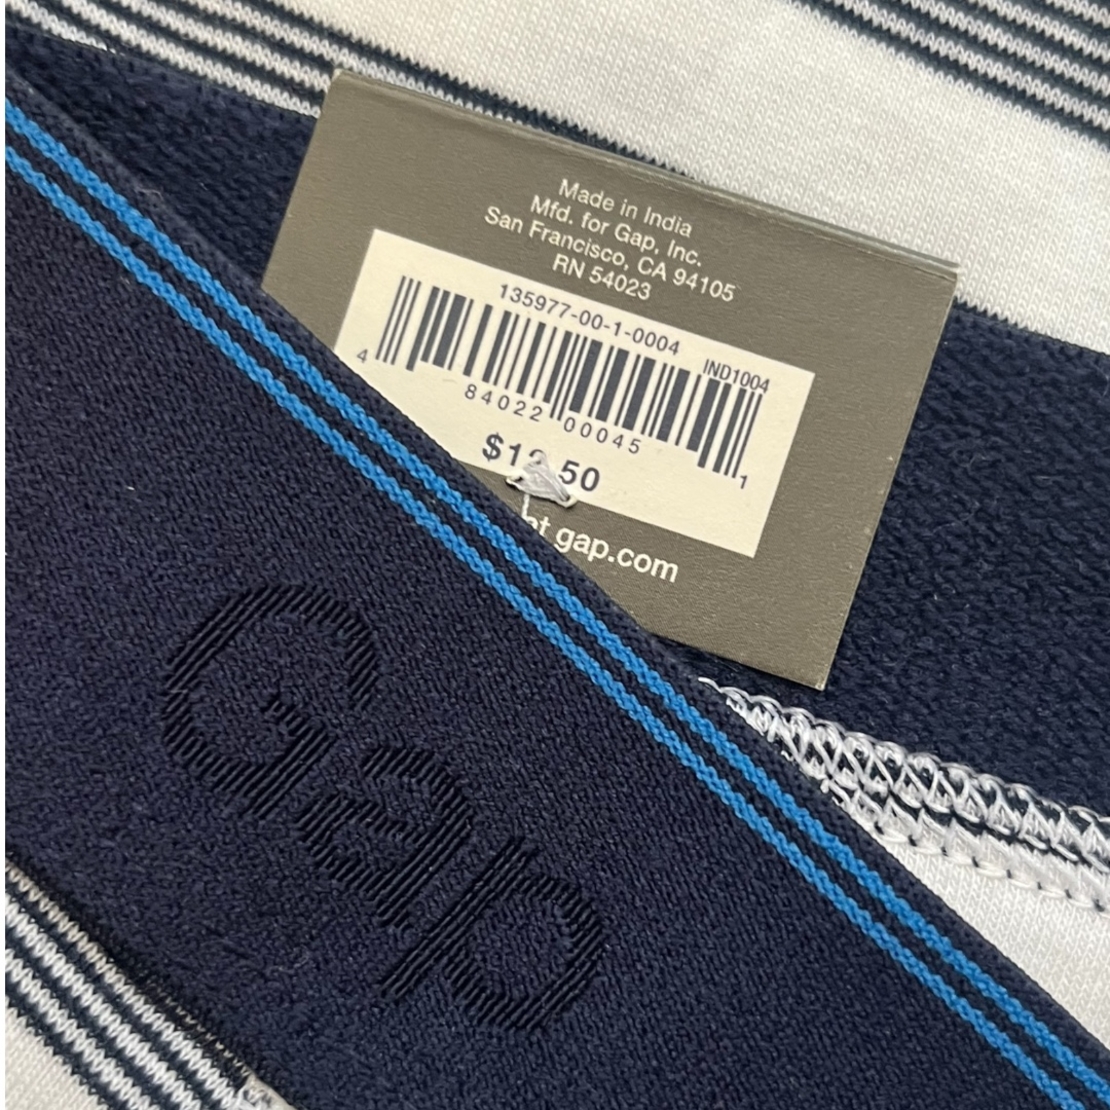 Made in India
Mfd. for Gap, Inc.
San Francisco, CA 94105
RN 54023
135977-00-1-0004
IND1004
4 84022 00045 1
at gap.com
Gap